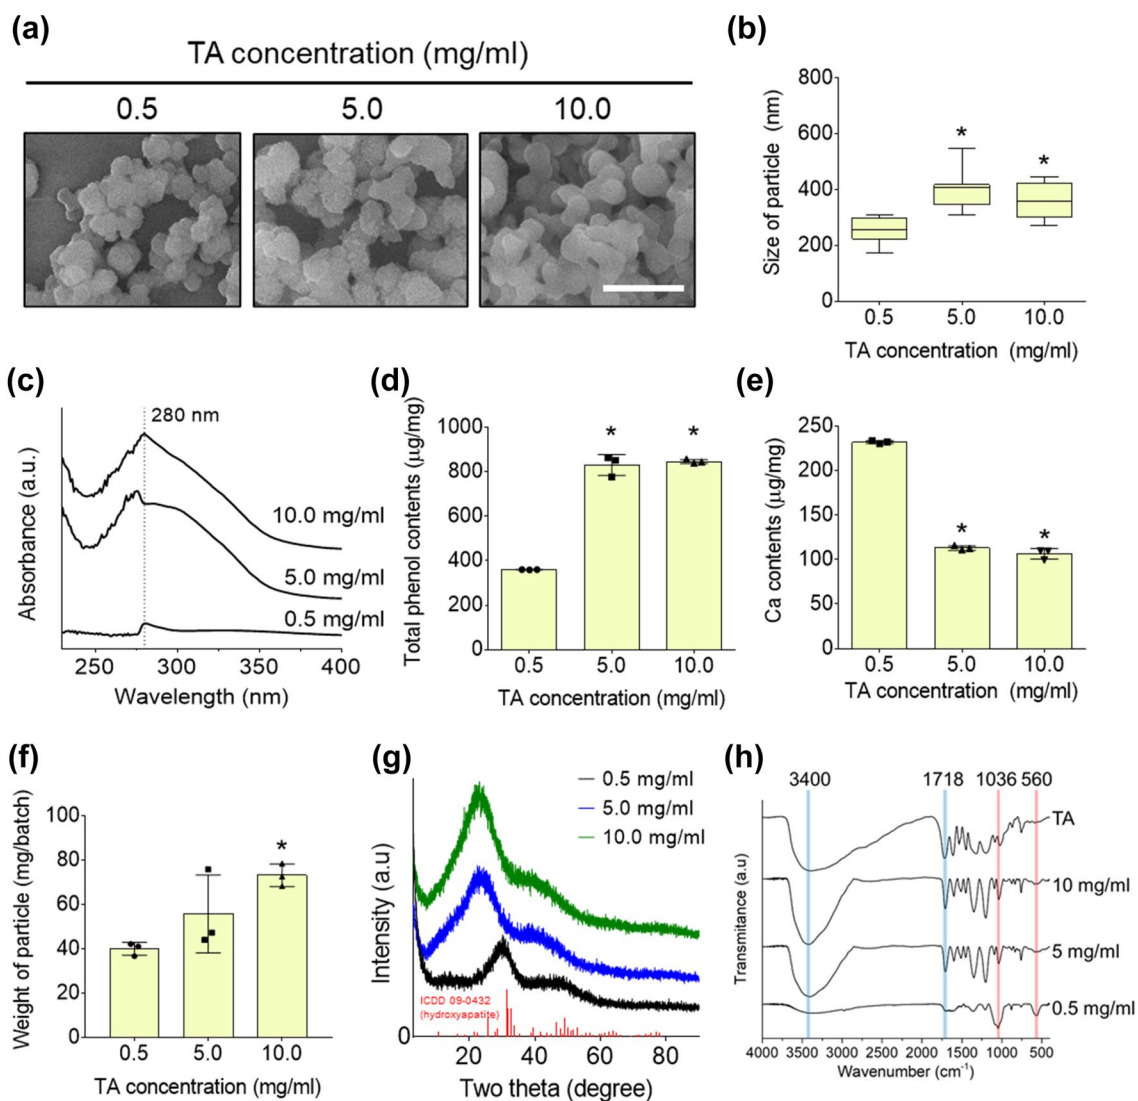 (a)
TA concentration (mg/ml)
0.5 5.0 10.0
(b)
Size of particle (nm)
800
600
400
200
0
* *
0.5 5.0 10.0
TA concentration (mg/ml)
(c)
Absorbance (a.u.)
280 nm
10.0 mg/ml
5.0 mg/ml
0.5 mg/ml
250 300 350 400
Wavelength (nm)
(d)
Total phenol contents (µg/mg)
1000
800
600
400
200
0
* *
0.5 5.0 10.0
TA concentration (mg/ml)
(e)
Ca contents (µg/mg)
250
200
150
100
50
0
* *
0.5 5.0 10.0
TA concentration (mg/ml)
(f)
Weight of particle (mg/batch)
100
80
60
40
20
0
*
0.5 5.0 10.0
TA concentration (mg/ml)
(g)
Intensity (a.u)
0.5 mg/ml
5.0 mg/ml
10.0 mg/ml
ICDD 09-0432
(hydroxyapatite)
0
20 40 60 80
Two theta (degree)
(h)
3400 1718 1036 560
Transmitance (a.u)
TA
10 mg/ml
5 mg/ml
0.5 mg/ml
4000 3500 3000 2500 2000 1500 1000 500
Wavenumber (cm⁻¹)